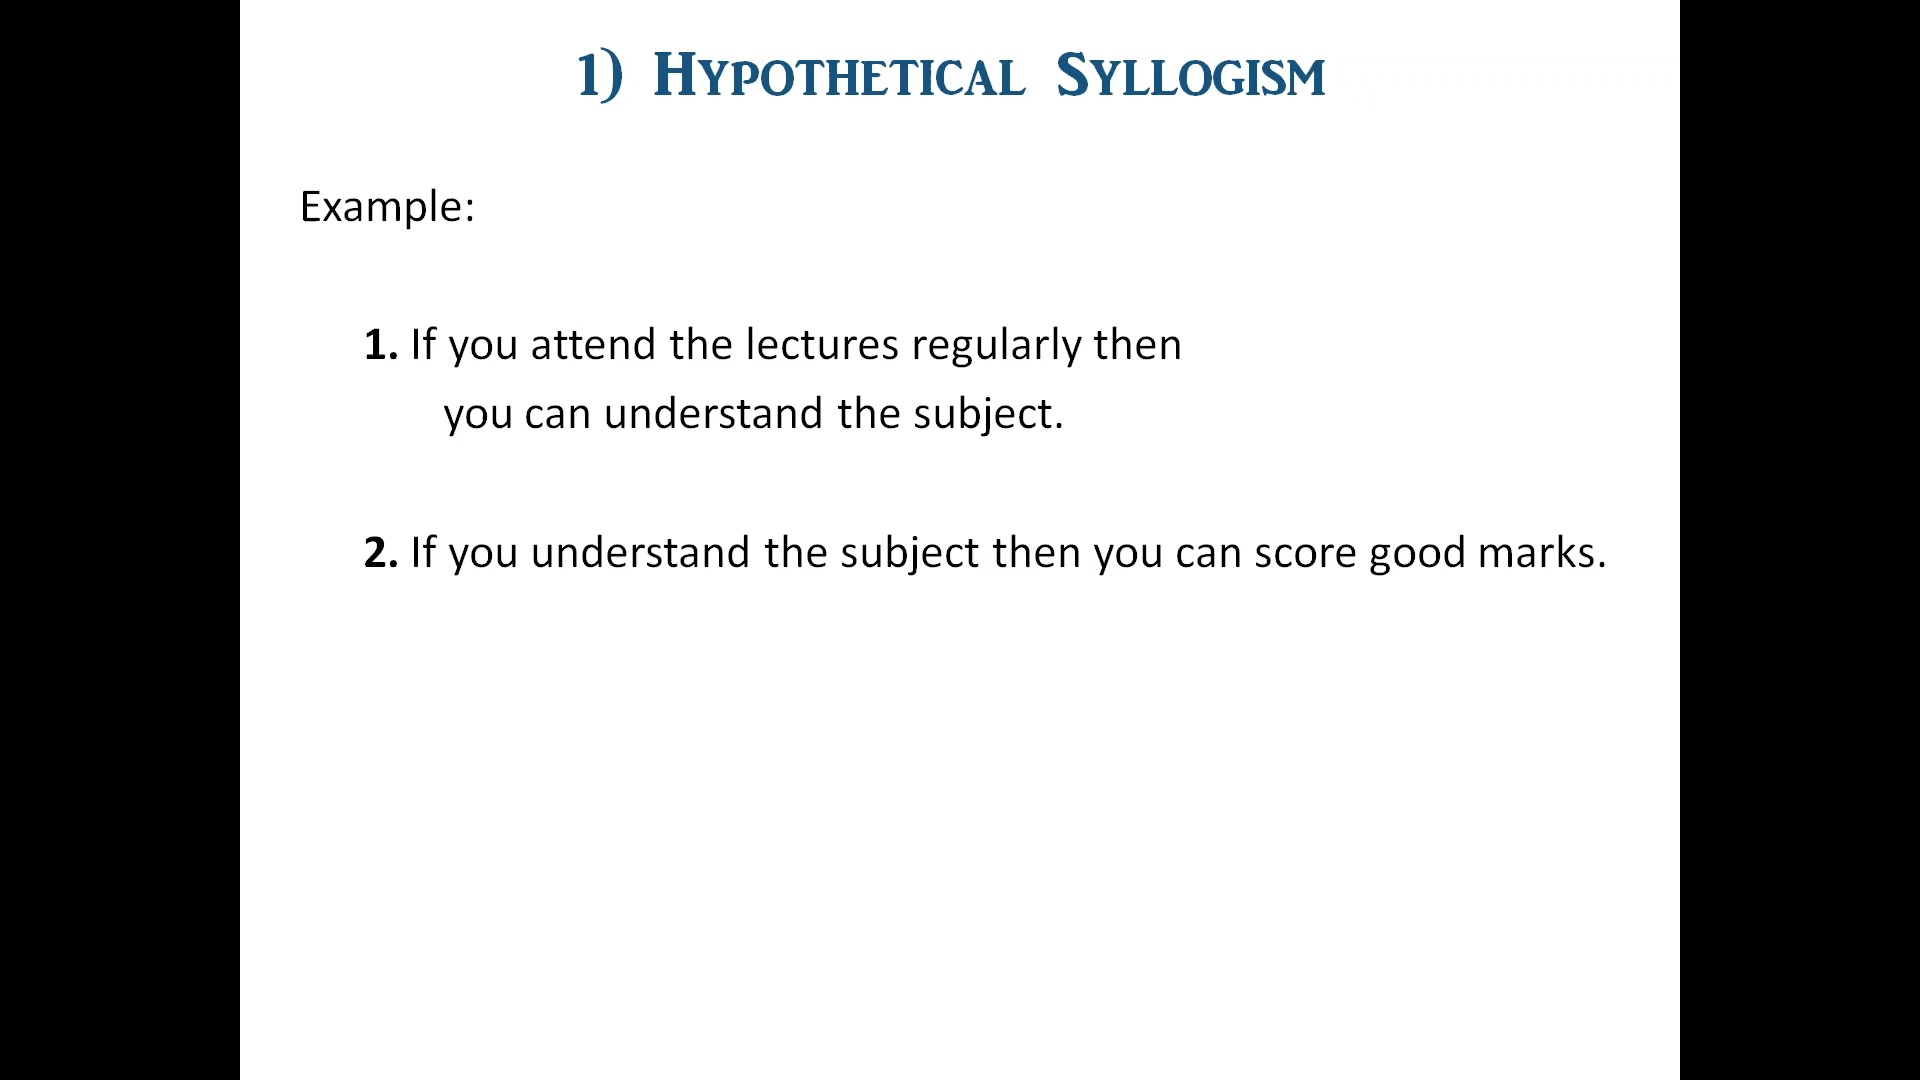 1) Hypothetical Syllogism
Example:
1. If you attend the lectures regularly then
you can understand the subject.
2. If you understand the subject then you can score good marks.